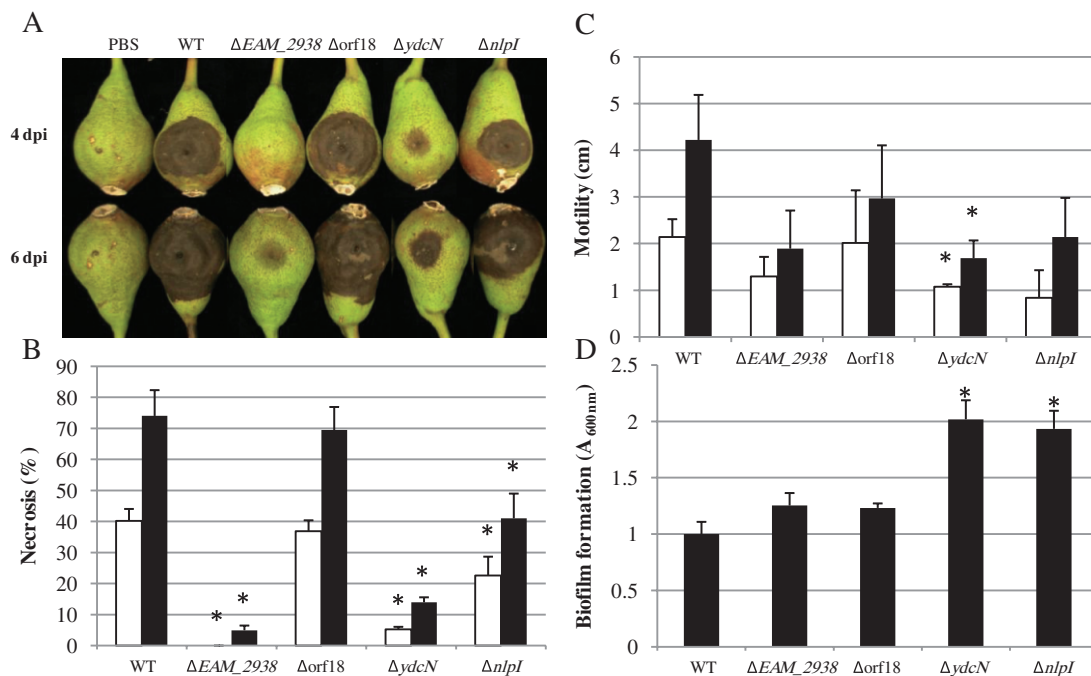 A
PBS WT ΔEAM_2938 Δorf18 ΔydcN ΔnlpI
4 dpi
6 dpi
B
Necrosis (%)
90
80
70
60
50
40
30
20
10
0
* * * * * *
WT ΔEAM_2938 Δorf18 ΔydcN ΔnlpI
C
Motility (cm)
6
5
4
3
2
1
0
* *
WT ΔEAM_2938 Δorf18 ΔydcN ΔnlpI
D
Biofilm formation (A600nm)
2.5
2
1.5
1
0.5
0
* *
WT ΔEAM_2938 Δorf18 ΔydcN ΔnlpI